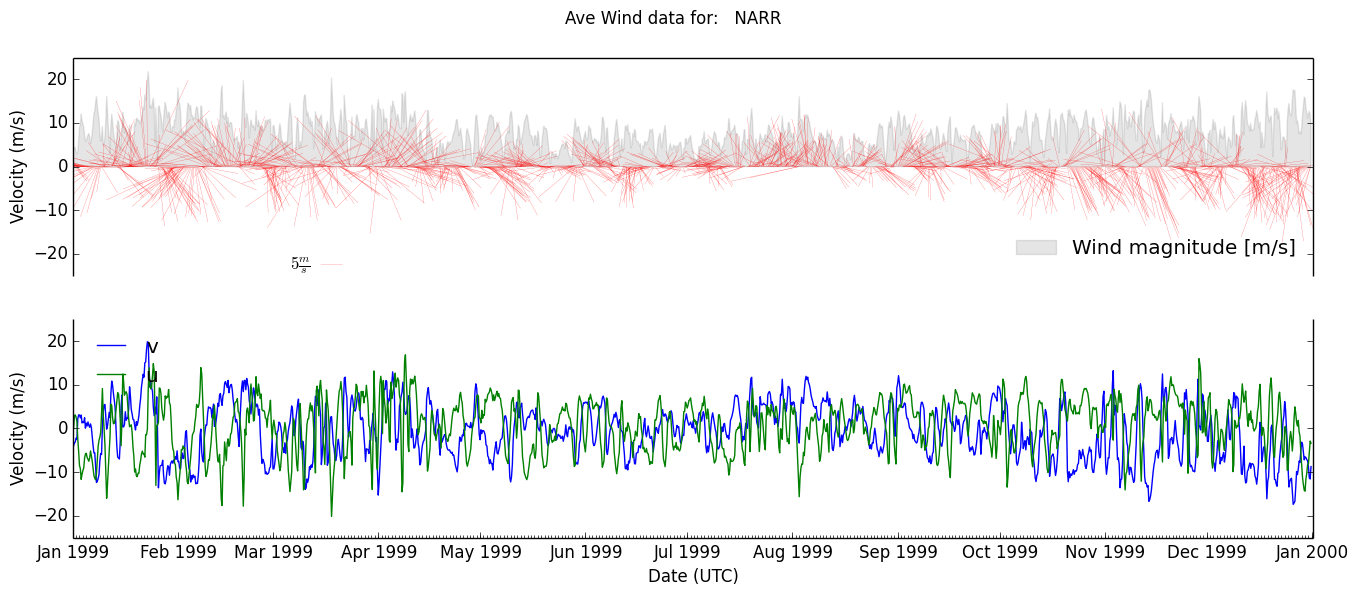 Ave Wind data for:   NARR
Velocity (m/s)
20
10
0
−10
−20
5 m/s
Wind magnitude [m/s]
Velocity (m/s)
20
10
0
−10
−20
v
u
Jan 1999 Feb 1999 Mar 1999 Apr 1999 May 1999 Jun 1999 Jul 1999 Aug 1999 Sep 1999 Oct 1999 Nov 1999 Dec 1999 Jan 2000
Date (UTC)